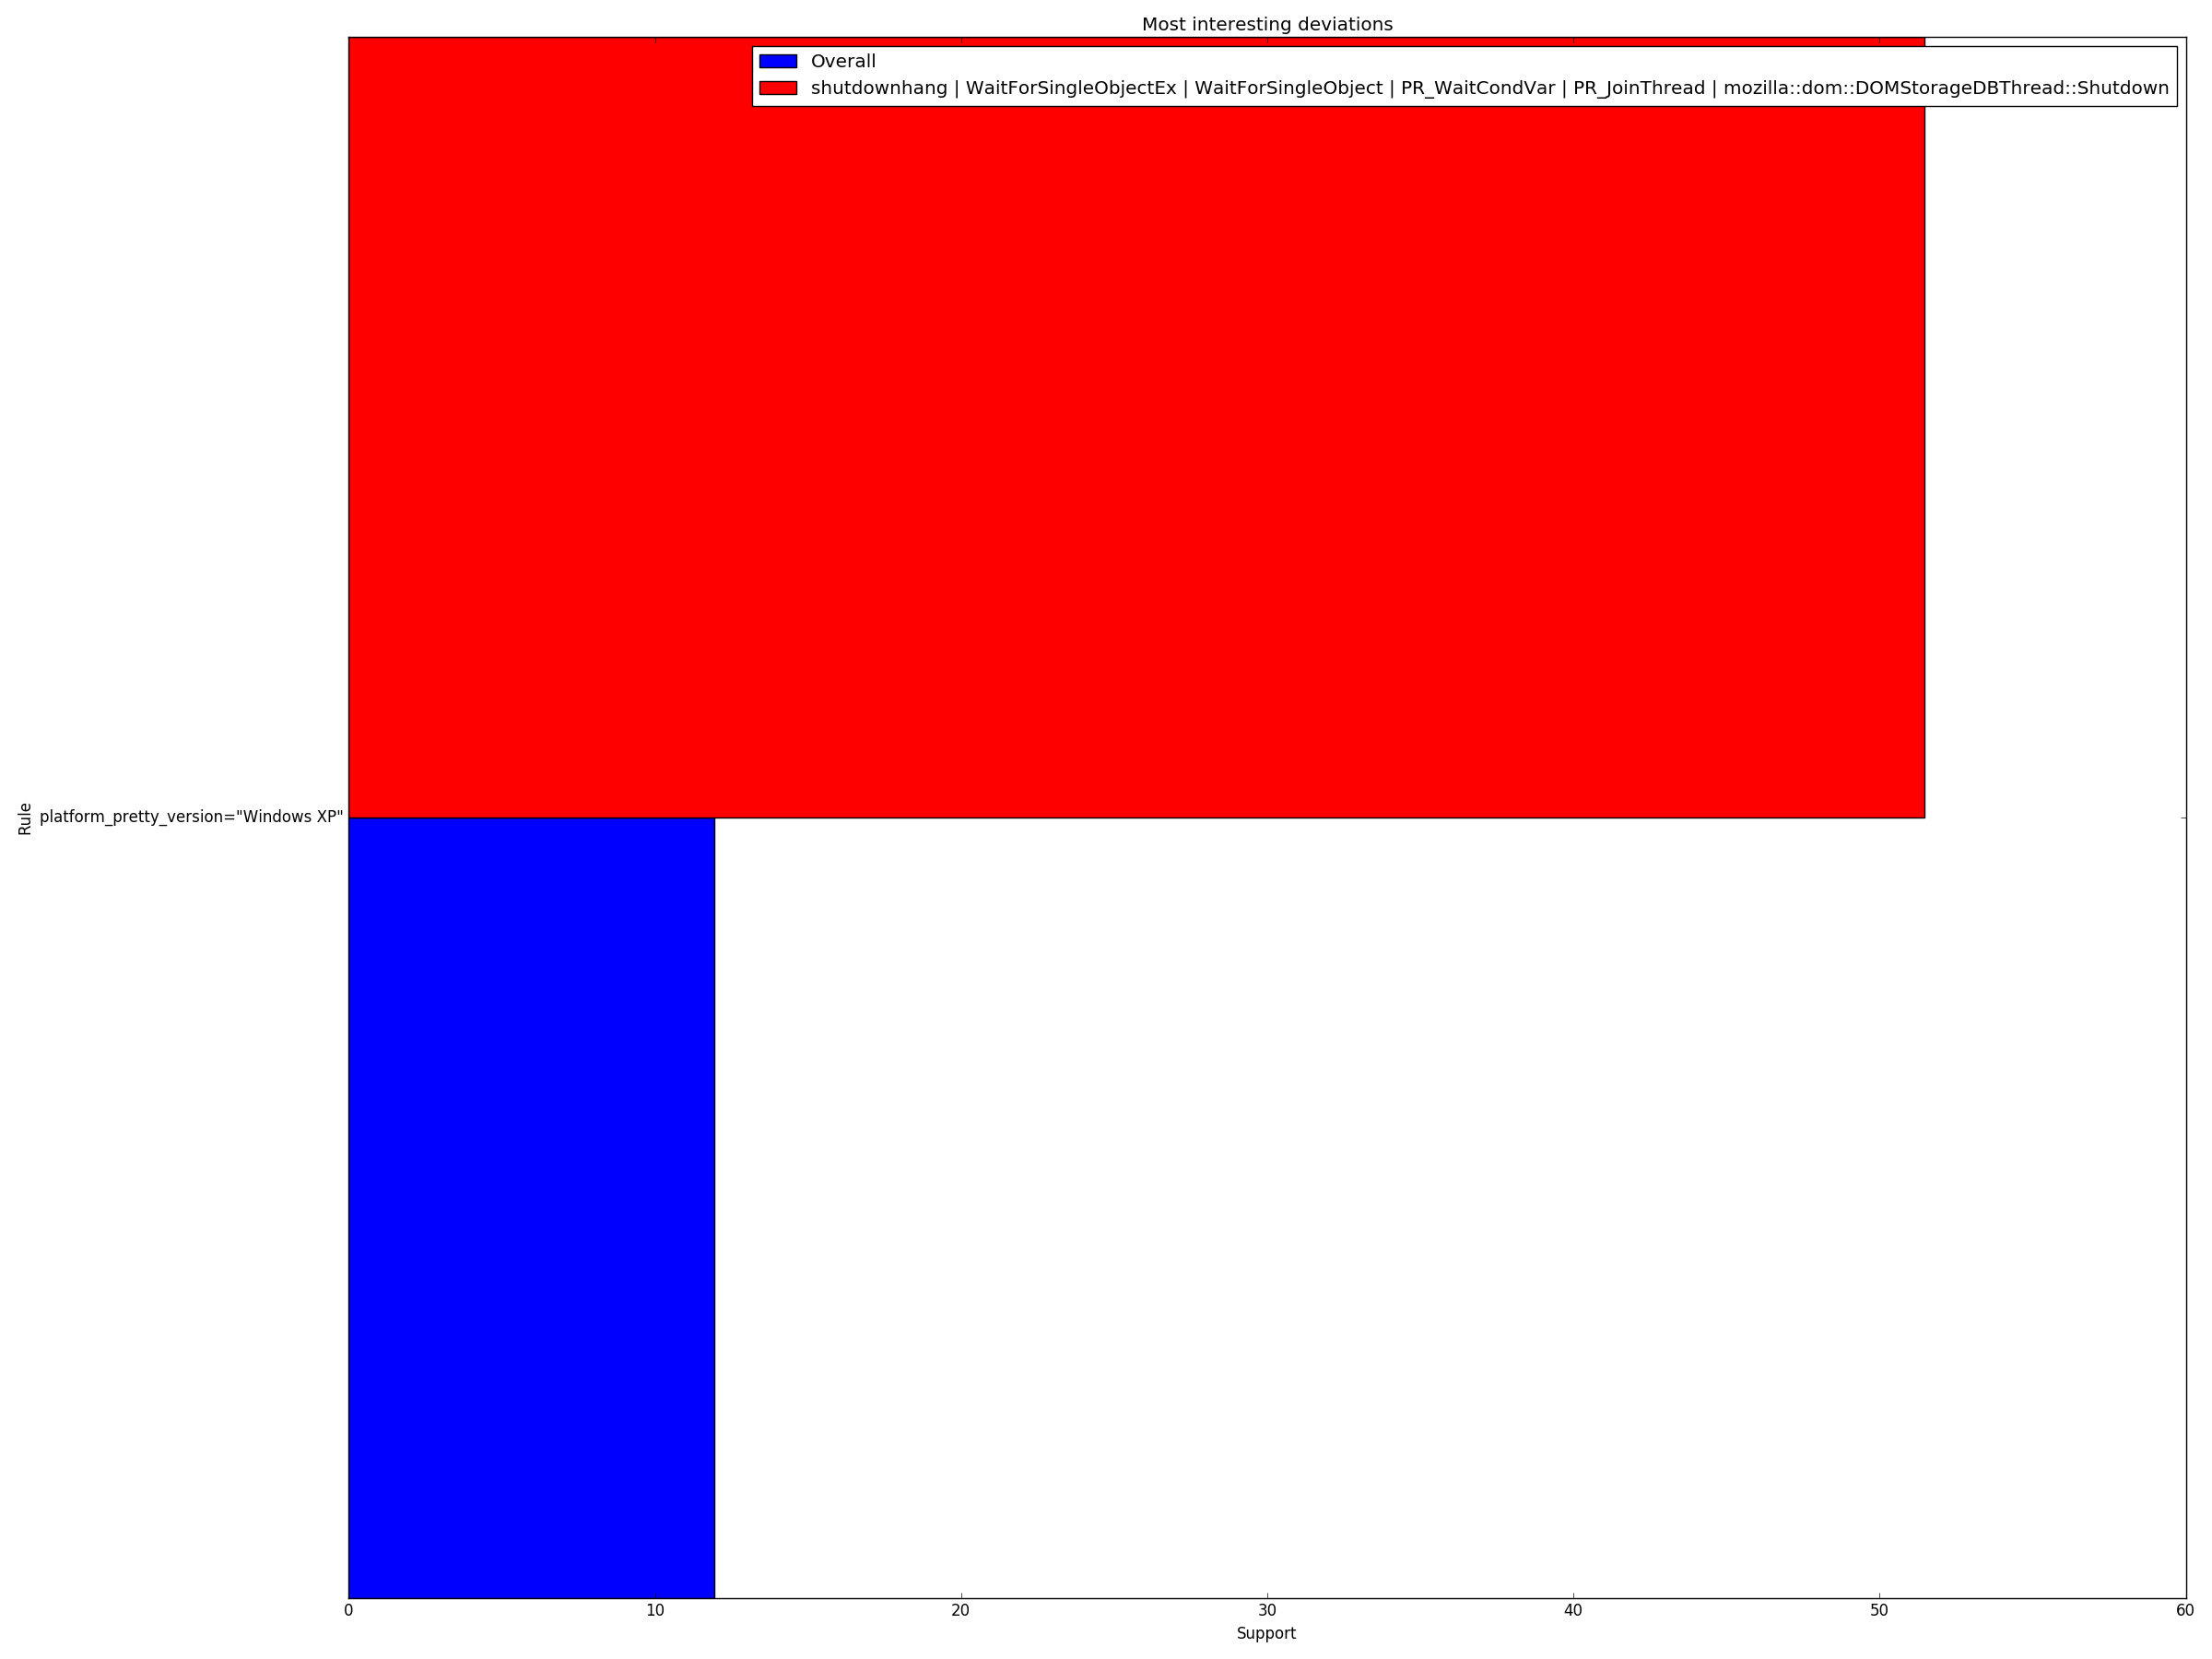 Most interesting deviations
Overall
shutdownhang | WaitForSingleObjectEx | WaitForSingleObject | PR_WaitCondVar | PR_JoinThread | mozilla::dom::DOMStorageDBThread::Shutdown
Rule
platform_pretty_version="Windows XP"
0 10 20 30 40 50 60
Support